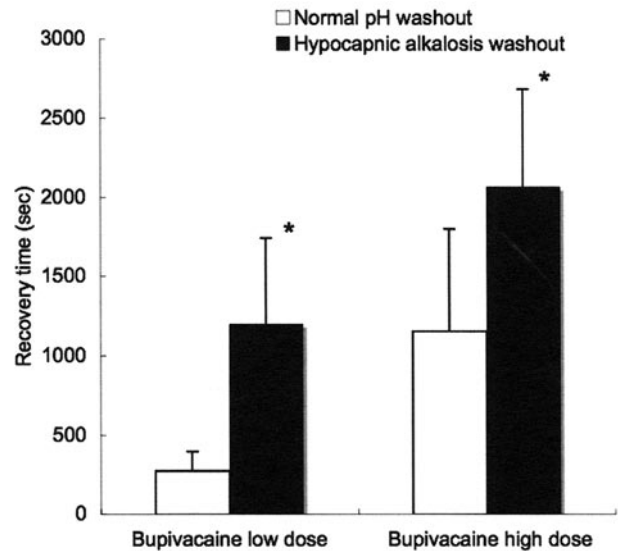 Normal pH washout
Hypocapnic alkalosis washout
Recovery time (sec)
3000
2500
2000
1500
1000
500
0
*
*
Bupivacaine low dose
Bupivacaine high dose